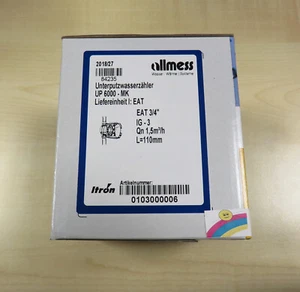 allmess
Wasser - Wärme - Systeme
2018/27
84235
Unterputzwasserzähler
UP 6000 - MK
Liefereinheit I: EAT
EAT 3/4"
IG - 3
Qn 1,5m³/h
L=110mm
Itrón
Artikelnummer:
0103000006